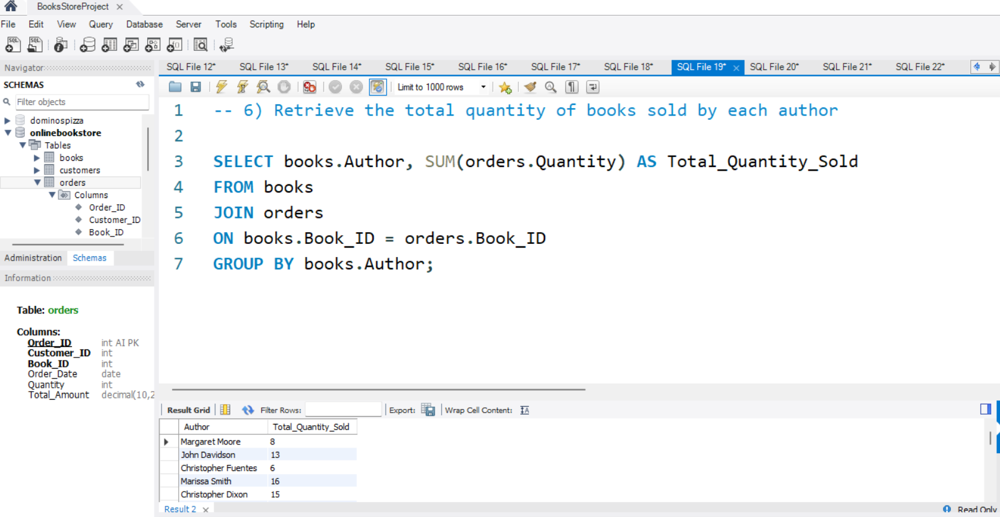 BooksStoreProject
File Edit View Query Database Server Tools Scripting Help
Navigator
SCHEMAS
Filter objects
dominospizza
onlinebookstore
Tables
books
customers
orders
Columns
Order_ID
Customer_ID
Book_ID
Administration Schemas
Information
Table: orders
Columns:
Order_ID int AI PK
Customer_ID int
Book_ID int
Order_Date date
Quantity int
Total_Amount decimal(10,2
SQL File 12* SQL File 13* SQL File 14* SQL File 15* SQL File 16* SQL File 17* SQL File 18* SQL File 19* SQL File 20* SQL File 21* SQL File 22*
Limit to 1000 rows
1 -- 6) Retrieve the total quantity of books sold by each author
2
3 SELECT books.Author, SUM(orders.Quantity) AS Total_Quantity_Sold
4 FROM books
5 JOIN orders
6 ON books.Book_ID = orders.Book_ID
7 GROUP BY books.Author;
Result Grid Filter Rows: Export: Wrap Cell Content:
Author Total_Quantity_Sold
Margaret Moore 8
John Davidson 13
Christopher Fuentes 6
Marissa Smith 16
Christopher Dixon 15
Result 2
Read Only